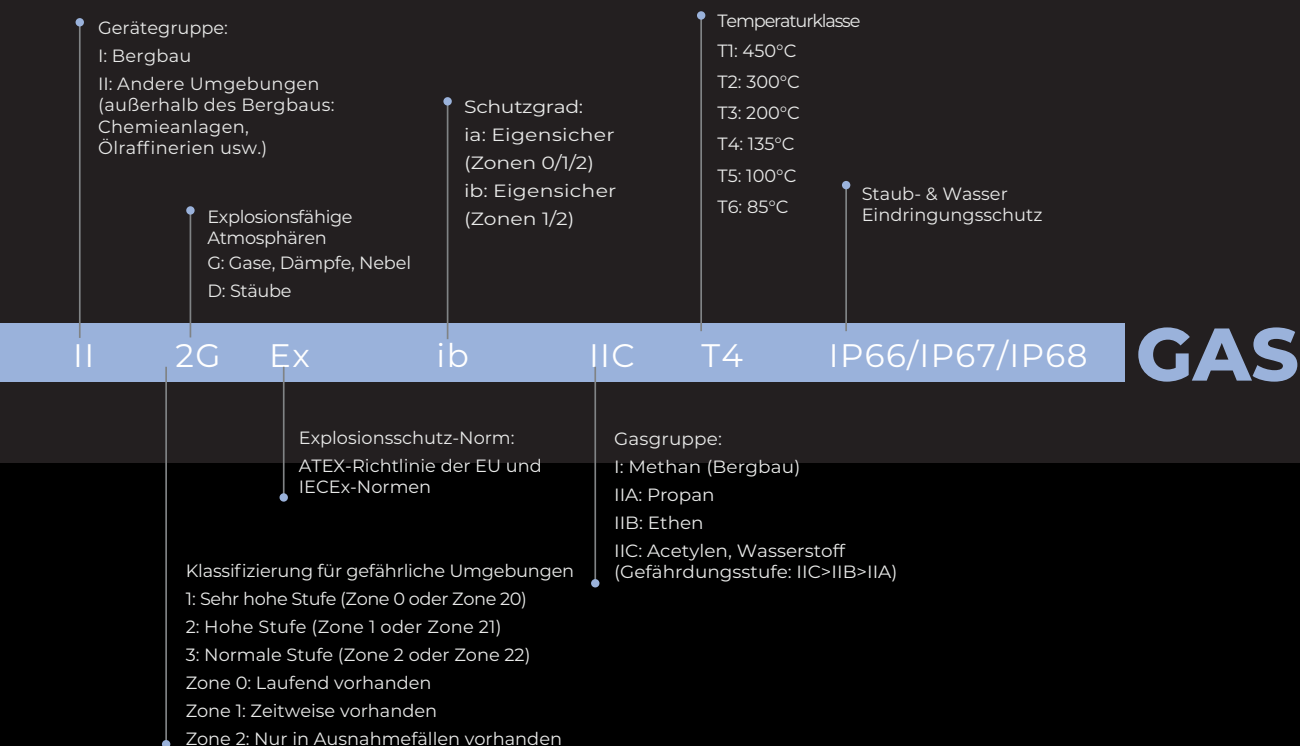 Gerätegruppe:
I: Bergbau
II: Andere Umgebungen
(außerhalb des Bergbaus:
Chemieanlagen,
Ölraffinerien usw.)
Explosionsfähige
Atmosphären
G: Gase, Dämpfe, Nebel
D: Stäube
Schutzgrad:
ia: Eigensicher
(Zonen 0/1/2)
ib: Eigensicher
(Zonen 1/2)
Temperaturklasse
T1: 450°C
T2: 300°C
T3: 200°C
T4: 135°C
T5: 100°C
T6: 85°C
Staub- & Wasser
Eindringungsschutz
II 2G Ex ib IIC T4 IP66/IP67/IP68 GAS
Explosionsschutz-Norm:
ATEX-Richtlinie der EU und
IECEx-Normen
Gasgruppe:
I: Methan (Bergbau)
IIA: Propan
IIB: Ethen
IIC: Acetylen, Wasserstoff
(Gefährdungsstufe: IIC>IIB>IIA)
Klassifizierung für gefährliche Umgebungen
1: Sehr hohe Stufe (Zone 0 oder Zone 20)
2: Hohe Stufe (Zone 1 oder Zone 21)
3: Normale Stufe (Zone 2 oder Zone 22)
Zone 0: Laufend vorhanden
Zone 1: Zeitweise vorhanden
Zone 2: Nur in Ausnahmefällen vorhanden